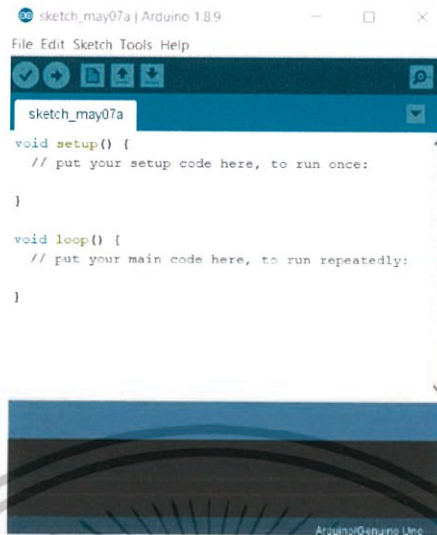 sketch_may07a | Arduino 1.8.9
File Edit Sketch Tools Help
sketch_may07a
void setup() {
// put your setup code here, to run once:
}
void loop() {
// put your main code here, to run repeatedly:
}
Arduino/Genuino Uno